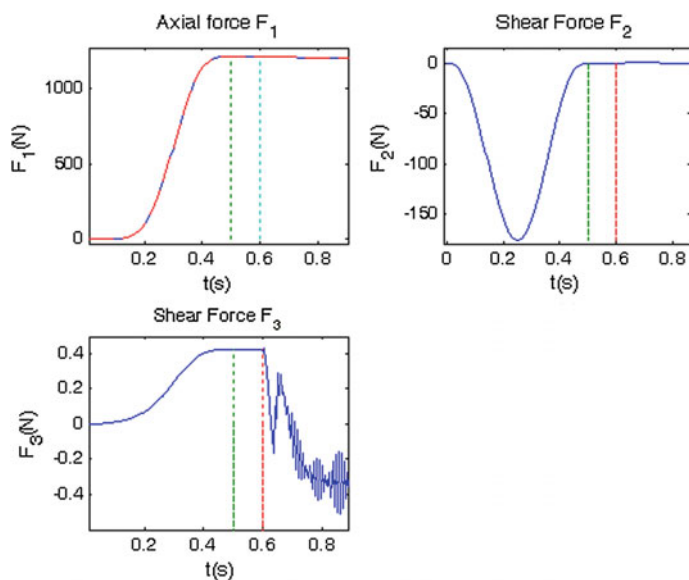 Axial force F₁
1000
500
0
F₁(N)
0.2 0.4 0.6 0.8
t(s)
Shear Force F₂
0
-50
-100
-150
F₂(N)
0 0.2 0.4 0.6 0.8
t(s)
Shear Force F₃
0.4
0.2
0
-0.2
-0.4
F₃(N)
0.2 0.4 0.6 0.8
t(s)